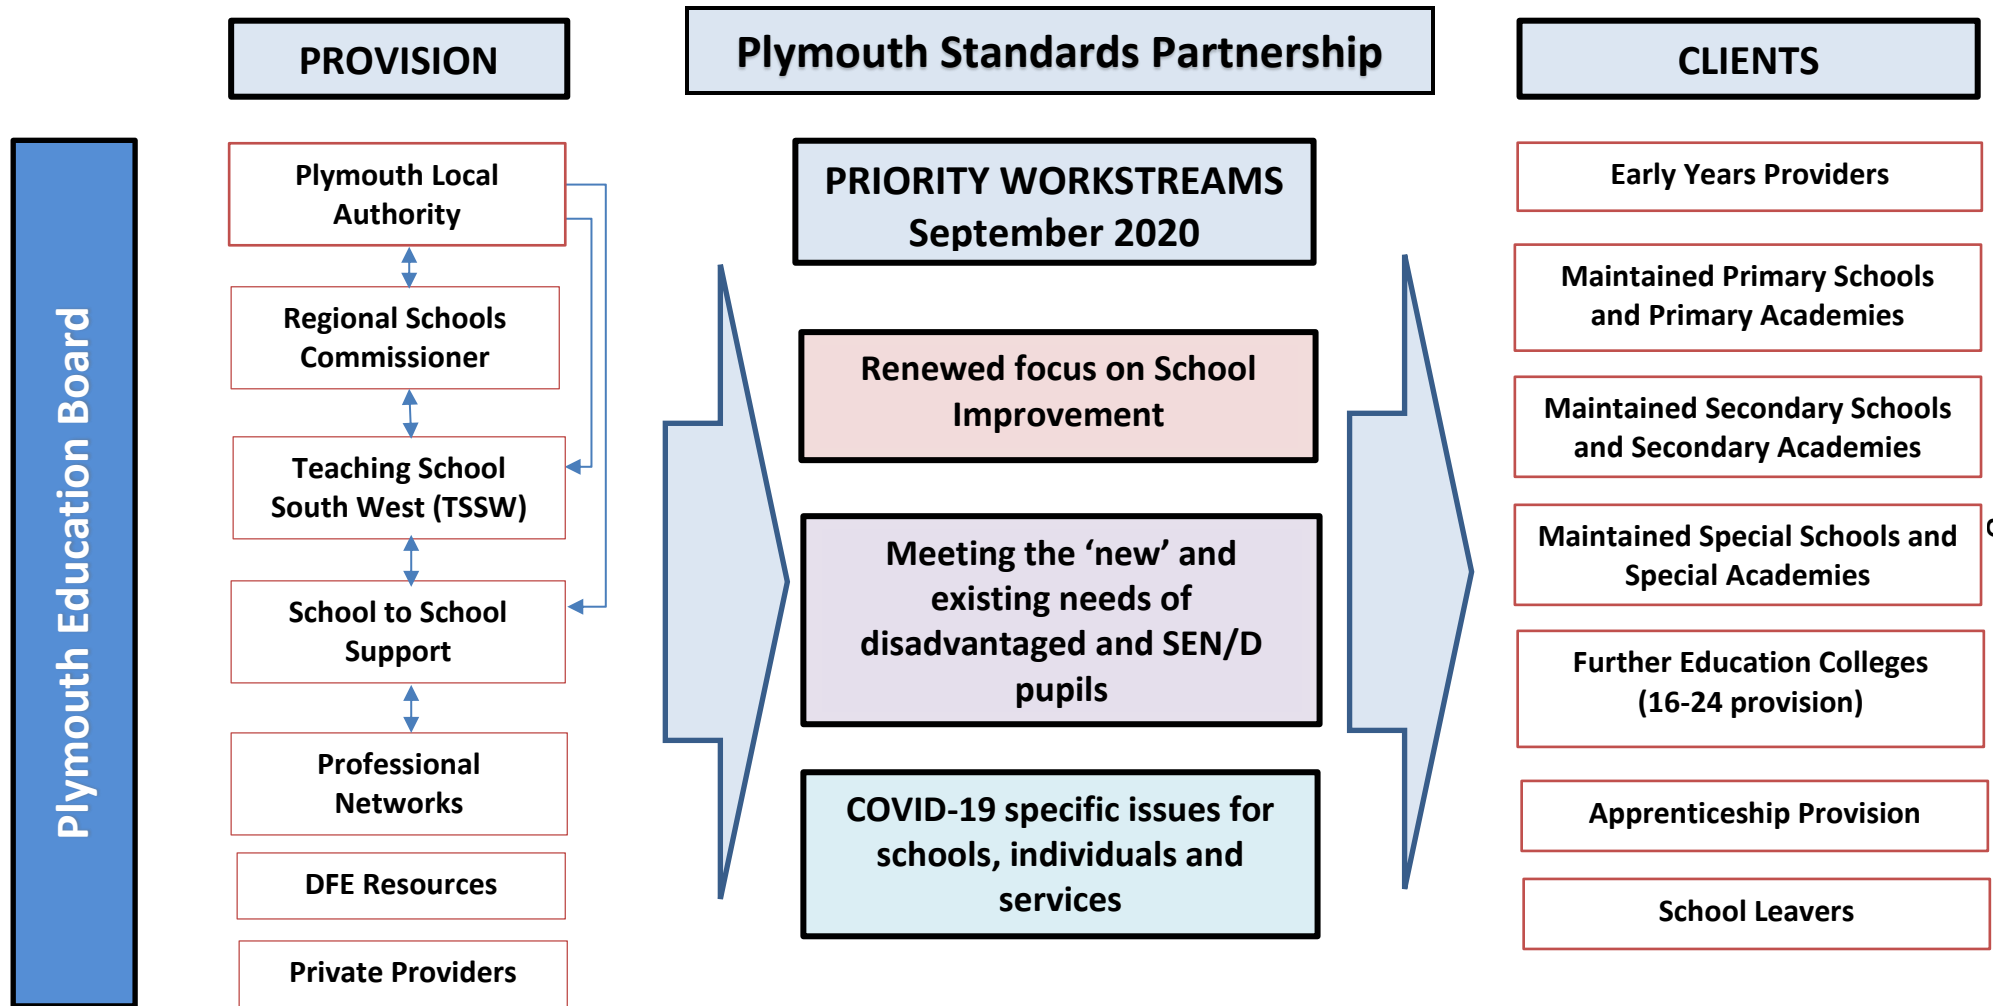 Plymouth Education Board
PROVISION
Plymouth Local
Authority
Regional Schools
Commissioner
Teaching School
South West (TSSW)
School to School
Support
Professional
Networks
DFE Resources
Private Providers
Plymouth Standards Partnership
PRIORITY WORKSTREAMS
September 2020
Renewed focus on School
Improvement
Meeting the ‘new’ and
existing needs of
disadvantaged and SEN/D
pupils
COVID-19 specific issues for
schools, individuals and
services
CLIENTS
Early Years Providers
Maintained Primary Schools
and Primary Academies
Maintained Secondary Schools
and Secondary Academies
Maintained Special Schools and
Special Academies
Further Education Colleges
(16-24 provision)
Apprenticeship Provision
School Leavers